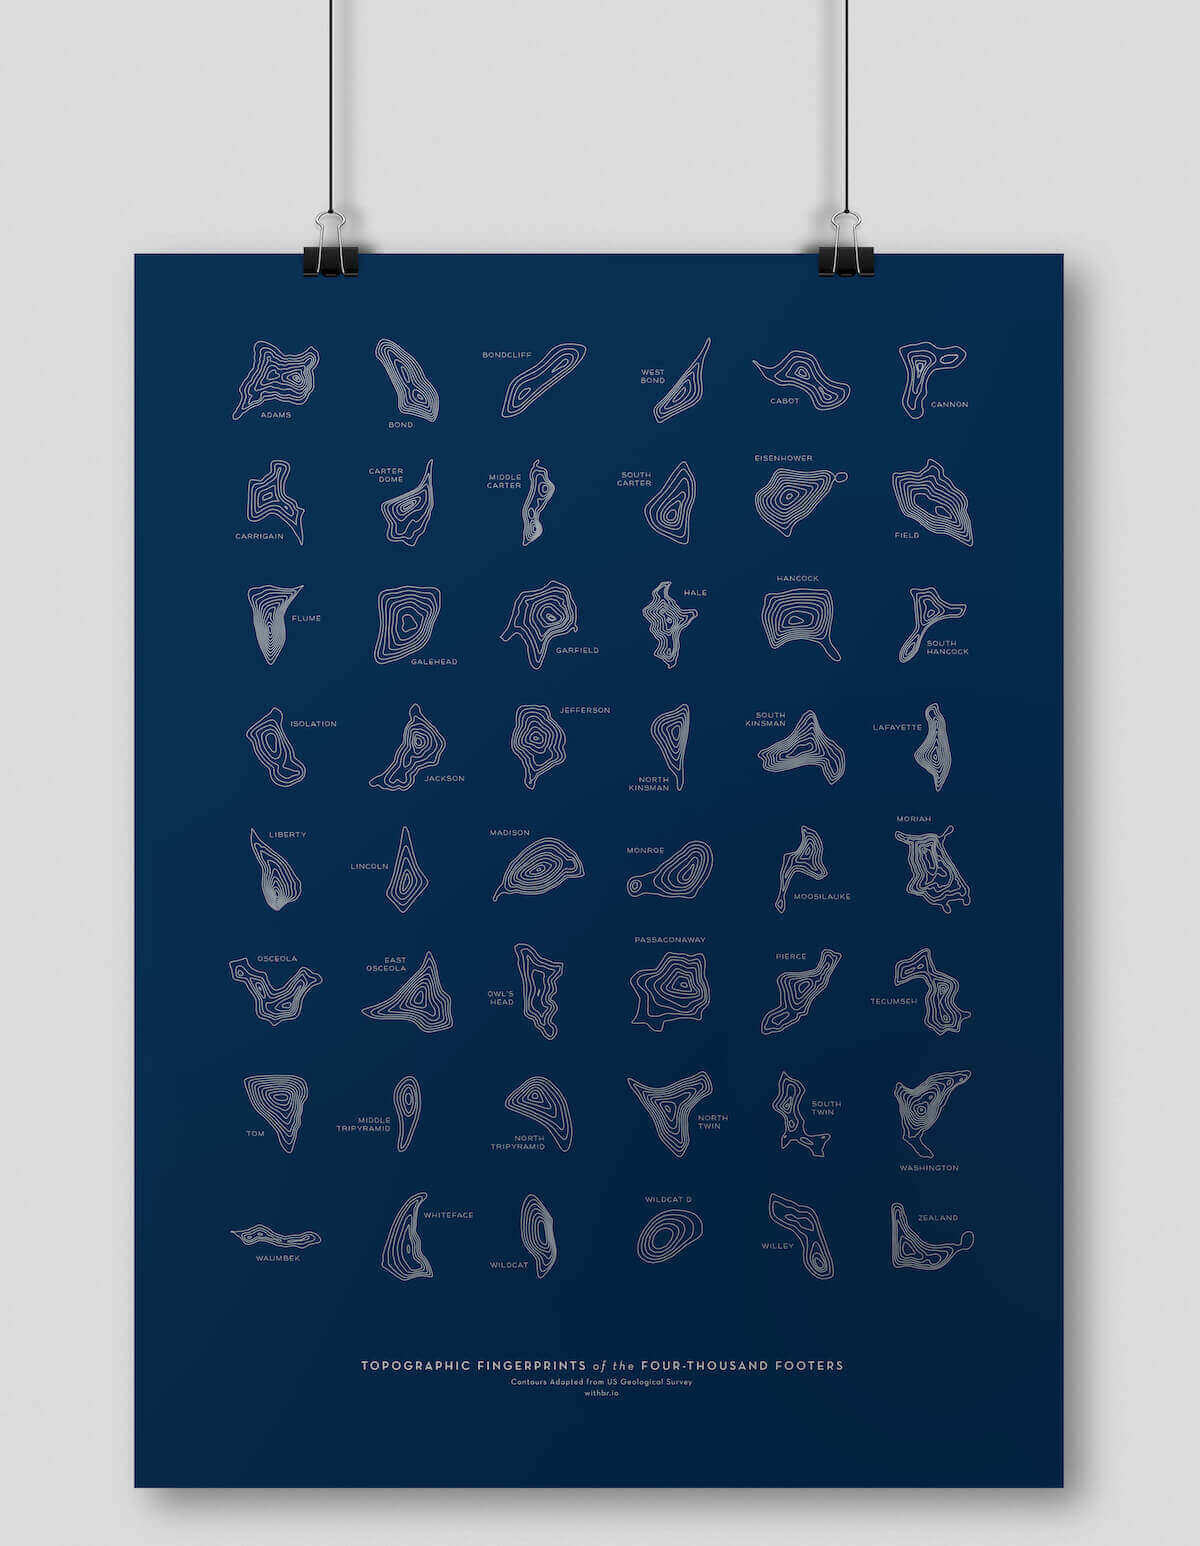 ADAMS
BOND
BONDCLIFF
WEST
BOND
CABOT
CANNON
CARRIGAIN
CARTER
DOME
MIDDLE
CARTER
SOUTH
CARTER
EISENHOWER
FIELD
FLUME
GALEHEAD
GARFIELD
HALE
HANCOCK
SOUTH
HANCOCK
ISOLATION
JACKSON
JEFFERSON
NORTH
KINSMAN
SOUTH
KINSMAN
LAFAYETTE
LIBERTY
LINCOLN
MADISON
MONROE
MOOSILAUKE
MORIAH
OSCEOLA
EAST
OSCEOLA
OWL'S
HEAD
PASSACONAWAY
PIERCE
TECUMSEH
TOM
MIDDLE
TRIPYRAMID
NORTH
TRIPYRAMID
NORTH
TWIN
SOUTH
TWIN
WASHINGTON
WAUMBEK
WHITEFACE
WILDCAT
WILDCAT D
WILLEY
ZEALAND
TOPOGRAPHIC FINGERPRINTS of the FOUR-THOUSAND FOOTERS
Contours Adapted from US Geological Survey
withbr.io